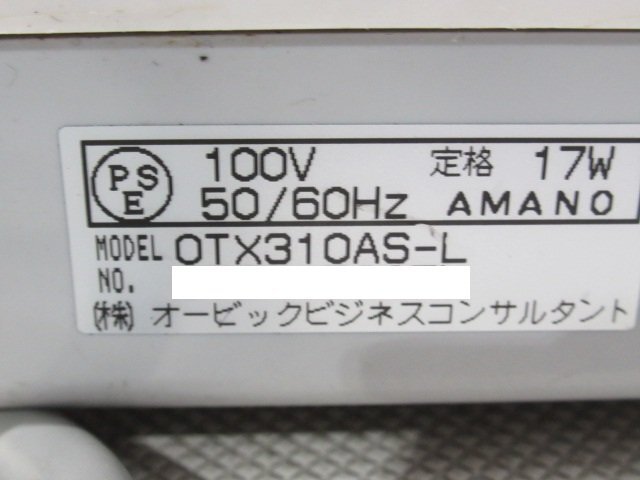 PSE 100V 定格 17W
50/60Hz AMANO
MODEL OTX310AS-L
NO.
(株) オービックビジネスコンサルタント